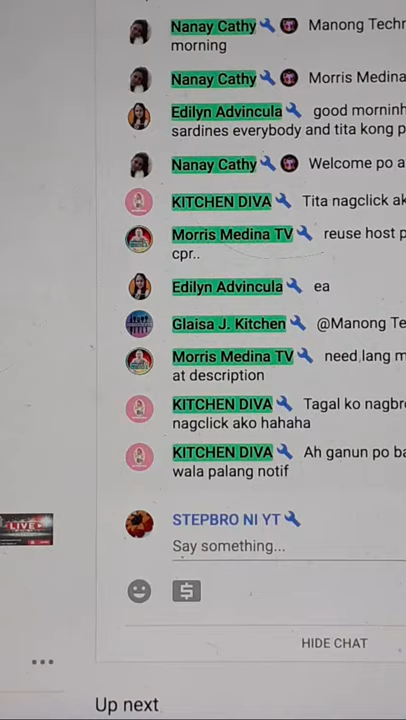 Nanay Cathy Manong Techn
morning
Nanay Cathy Morris Medina
Edilyn Advincula good morninh
sardines everybody and tita kong p
Nanay Cathy Welcome po a
KITCHEN DIVA Tita nagclick ak
Morris Medina TV reuse host p
cpr..
Edilyn Advincula ea
Glaisa J. Kitchen @Manong Te
Morris Medina TV need lang m
at description
KITCHEN DIVA Tagal ko nagbr
nagclick ako hahaha
KITCHEN DIVA Ah ganun po ba
wala palang notif
LIVE
STEPBRO NI YT
Say something...
HIDE CHAT
Up next